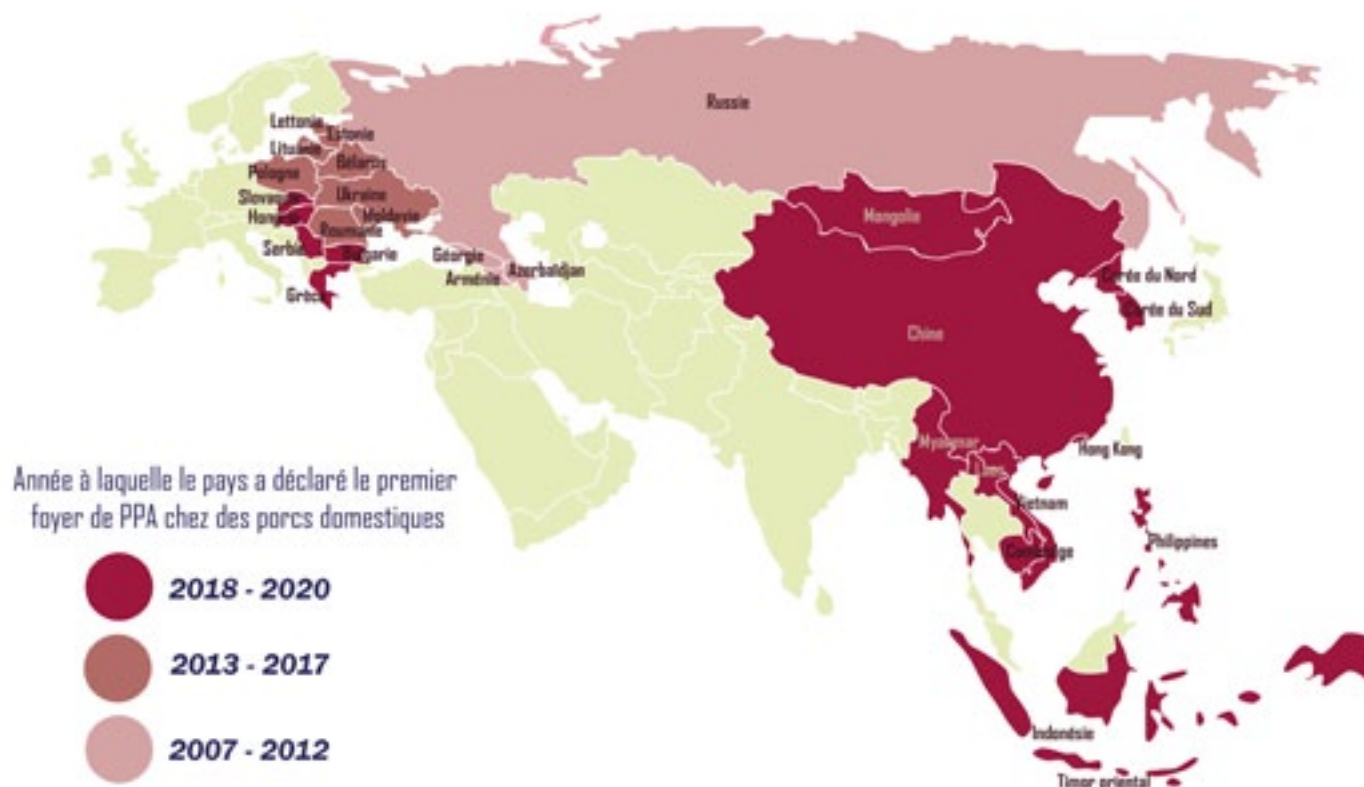 Russie
Lettonie
Estonie
Lituanie
Bélarus
Pologne
Ukraine
Slovaquie
Moldavie
Hongrie
Roumanie
Serbie
Bulgarie
Géorgie
Azerbaïdjan
Arménie
Grèce
Mongolie
Corée du Nord
Corée du Sud
Chine
Myanmar
Hong Kong
Laos
Vietnam
Cambodge
Philippines
Indonésie
Timor oriental
Année à laquelle le pays a déclaré le premier
foyer de PPA chez des porcs domestiques
2018 - 2020
2013 - 2017
2007 - 2012